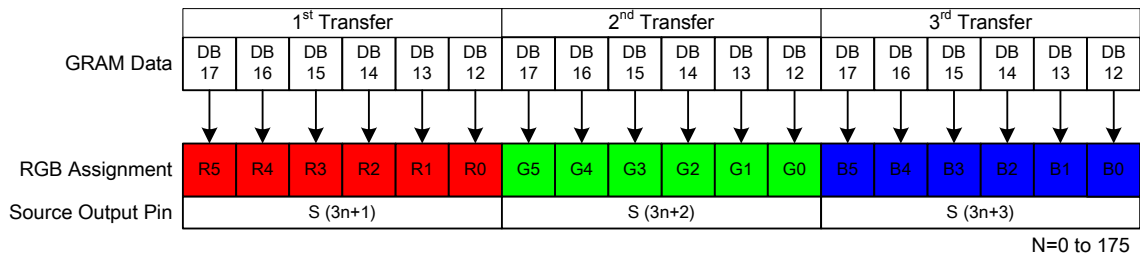 1st Transfer 2nd Transfer 3rd Transfer
GRAM Data DB 17 DB 16 DB 15 DB 14 DB 13 DB 12 DB 17 DB 16 DB 15 DB 14 DB 13 DB 12 DB 17 DB 16 DB 15 DB 14 DB 13 DB 12
RGB Assignment R5 R4 R3 R2 R1 R0 G5 G4 G3 G2 G1 G0 B5 B4 B3 B2 B1 B0
Source Output Pin S (3n+1) S (3n+2) S (3n+3)
N=0 to 175